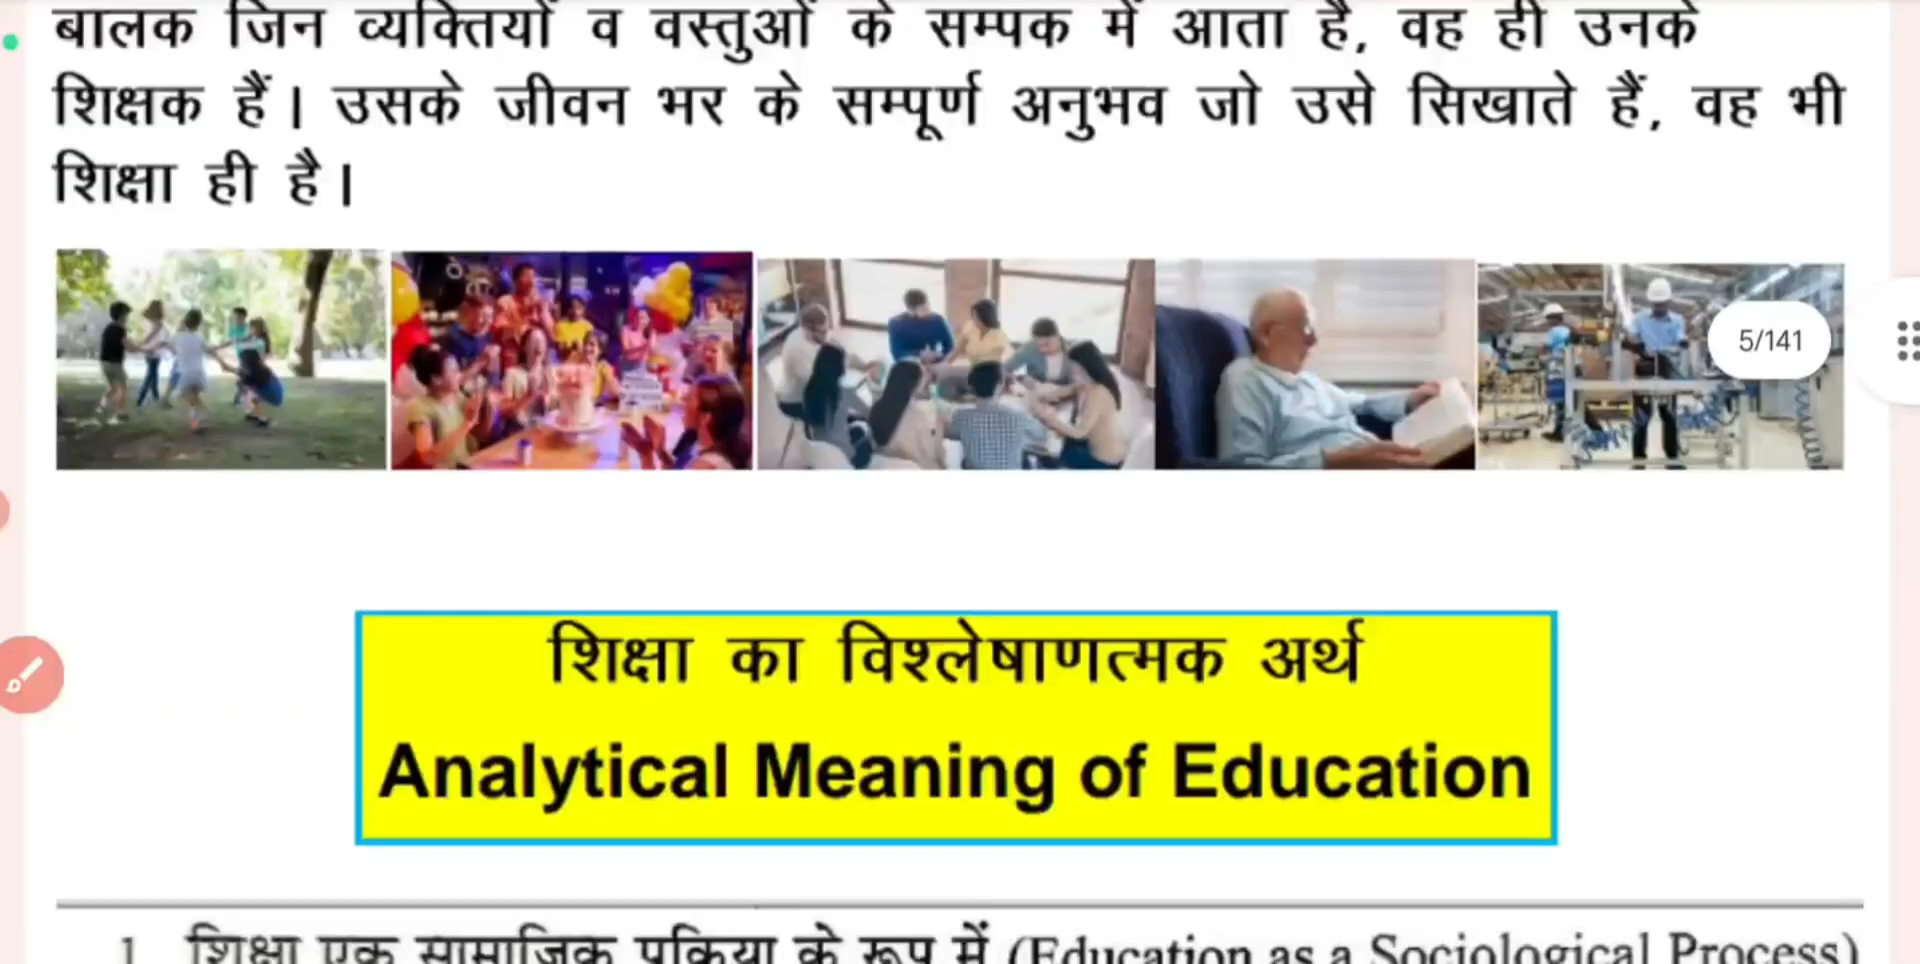 बालक जिन व्यक्तियों व वस्तुओं के सम्पर्क में आता है, वह ही उनके
शिक्षक हैं। उसके जीवन भर के सम्पूर्ण अनुभव जो उसे सिखाते हैं, वह भी
शिक्षा ही है।
5/141
शिक्षा का विश्लेषाणत्मक अर्थ
Analytical Meaning of Education
1. शिक्षा एक सामाजिक प्रक्रिया के रूप में (Education as a Sociological Process)